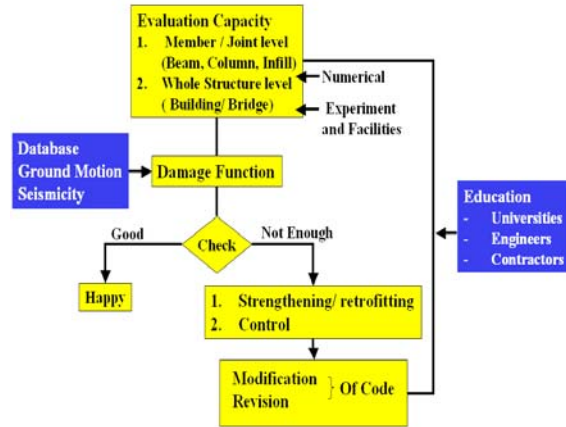 Evaluation Capacity
1. Member / Joint level
(Beam, Column, Infill)
2. Whole Structure level
( Building/ Bridge)
Numerical
Experiment
and Facilities
Database
Ground Motion
Seismicity
Damage Function
Education
- Universities
- Engineers
- Contractors
Good
Check
Not Enough
Happy
1. Strengthening/ retrofitting
2. Control
Modification
Revision
} Of Code